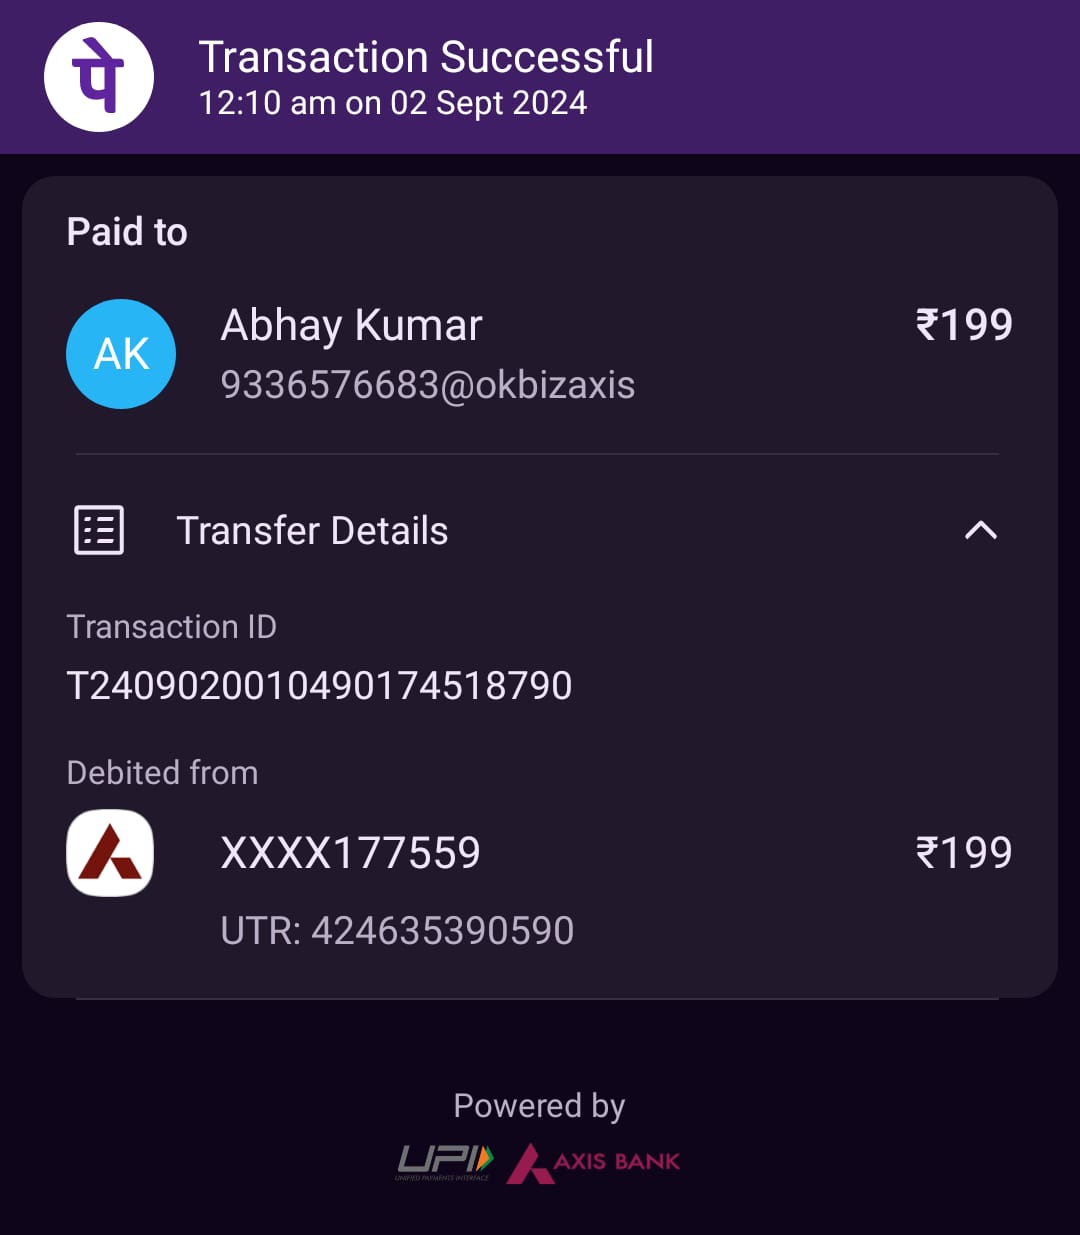 पे
Transaction Successful
12:10 am on 02 Sept 2024
Paid to
AK
Abhay Kumar
₹199
9336576683@okbizaxis
Transfer Details
Transaction ID
T2409020010490174518790
Debited from
XXXX177559
₹199
UTR: 424635390590
Powered by
UPI
UNIFIED PAYMENTS INTERFACE
AXIS BANK